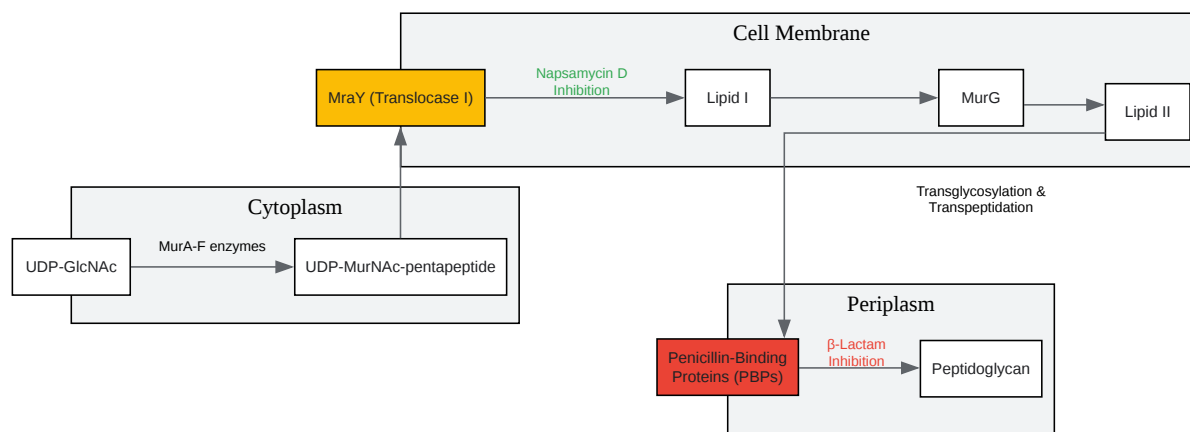 Cell Membrane
Napsamycin D
Inhibition
MraY (Translocase I)
Lipid I
MurG
Lipid II
Transglycosylation &
Transpeptidation
Cytoplasm
MurA-F enzymes
UDP-GlcNAc
UDP-MurNAc-pentapeptide
Periplasm
Penicillin-Binding
Proteins (PBPs)
β-Lactam
Inhibition
Peptidoglycan